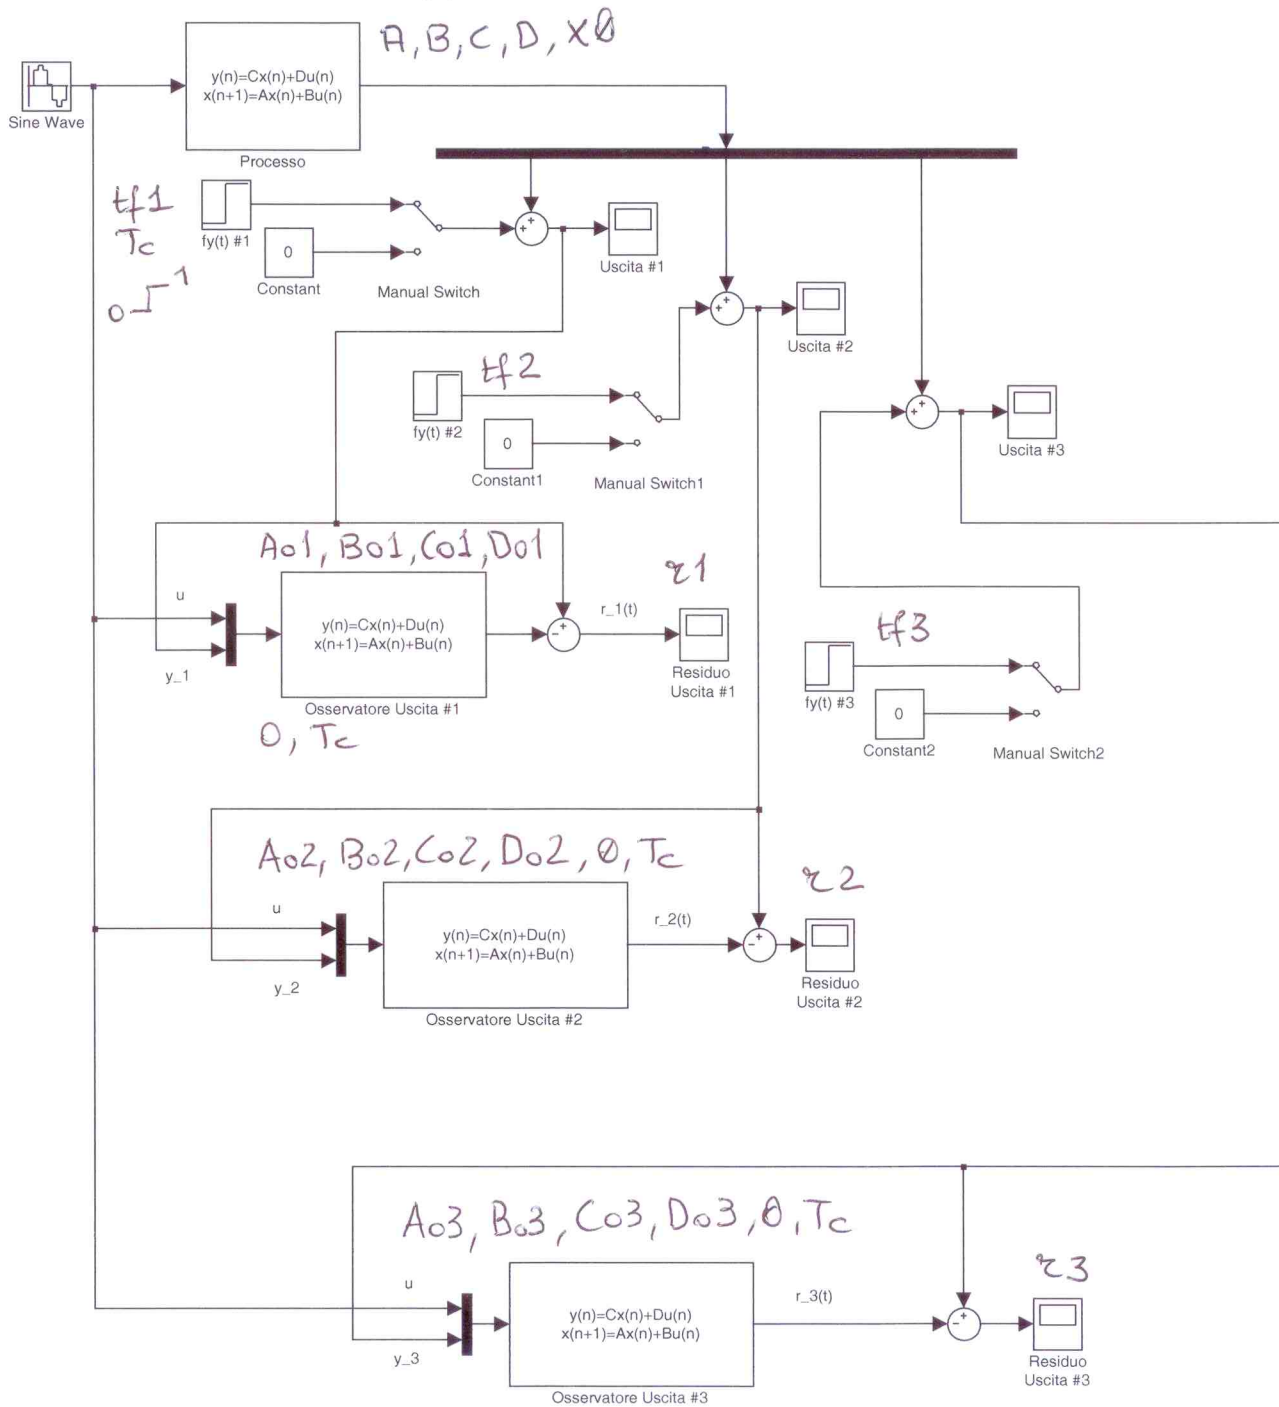 A, B, C, D, x0
y(n)=Cx(n)+Du(n)
x(n+1)=Ax(n)+Bu(n)
Sine Wave
Processo
tf1
Tc
0 1
fy(t) #1
0
Constant
Manual Switch
+
+
Uscita #1
+
+
Uscita #2
tf2
fy(t) #2
0
Constant1
Manual Switch1
+
+
Uscita #3
Ao1, Bo1, Co1, Do1
u
y(n)=Cx(n)+Du(n)
x(n+1)=Ax(n)+Bu(n)
y_1
Osservatore Uscita #1
0, Tc
+
−
r_1(t)
r1
Residuo
Uscita #1
tf3
fy(t) #3
0
Constant2
Manual Switch2
Ao2, Bo2, Co2, Do2, 0, Tc
u
y(n)=Cx(n)+Du(n)
x(n+1)=Ax(n)+Bu(n)
y_2
Osservatore Uscita #2
r_2(t)
+
−
r2
Residuo
Uscita #2
Ao3, Bo3, Co3, Do3, 0, Tc
u
y(n)=Cx(n)+Du(n)
x(n+1)=Ax(n)+Bu(n)
y_3
Osservatore Uscita #3
r_3(t)
+
−
r3
Residuo
Uscita #3